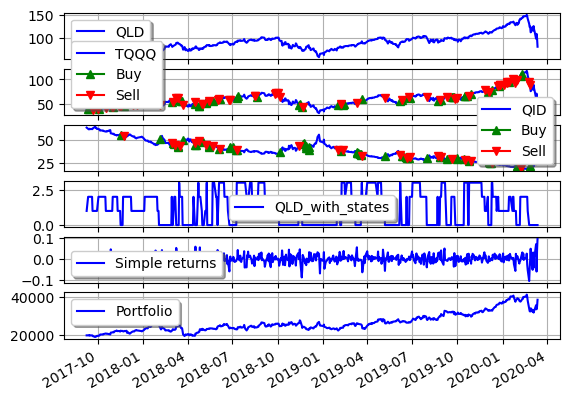 150
100
QLD
TQQQ
Buy
Sell
100
50
QID
Buy
Sell
50
25
2.5
0.0
QLD_with_states
0.1
0.0
-0.1
Simple returns
40000
20000
Portfolio
2017-10
2018-01
2018-04
2018-07
2018-10
2019-01
2019-04
2019-07
2019-10
2020-01
2020-04